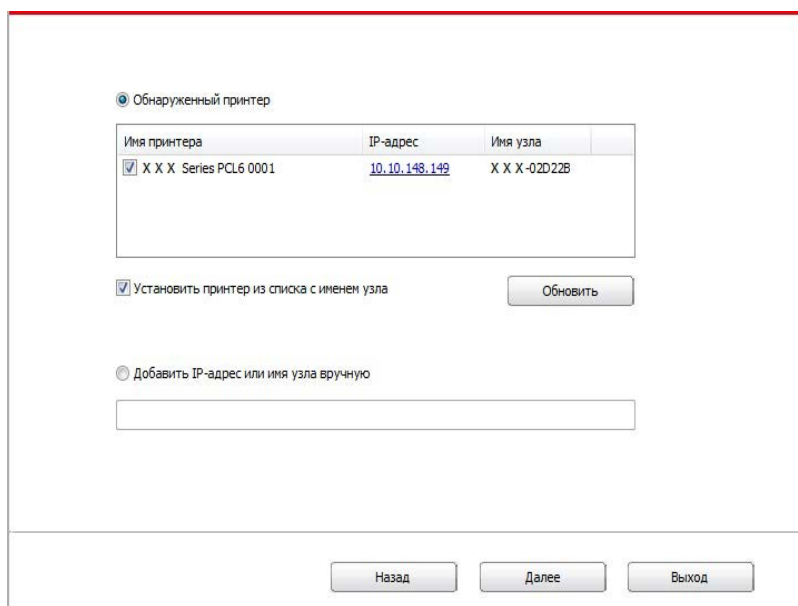 Обнаруженный принтер
Имя принтера IP-адрес Имя узла
X X X Series PCL6 0001 10.10.148.149 X X X-02D22B
Установить принтер из списка с именем узла Обновить
Добавить IP-адрес или имя узла вручную
Назад Далее Выход